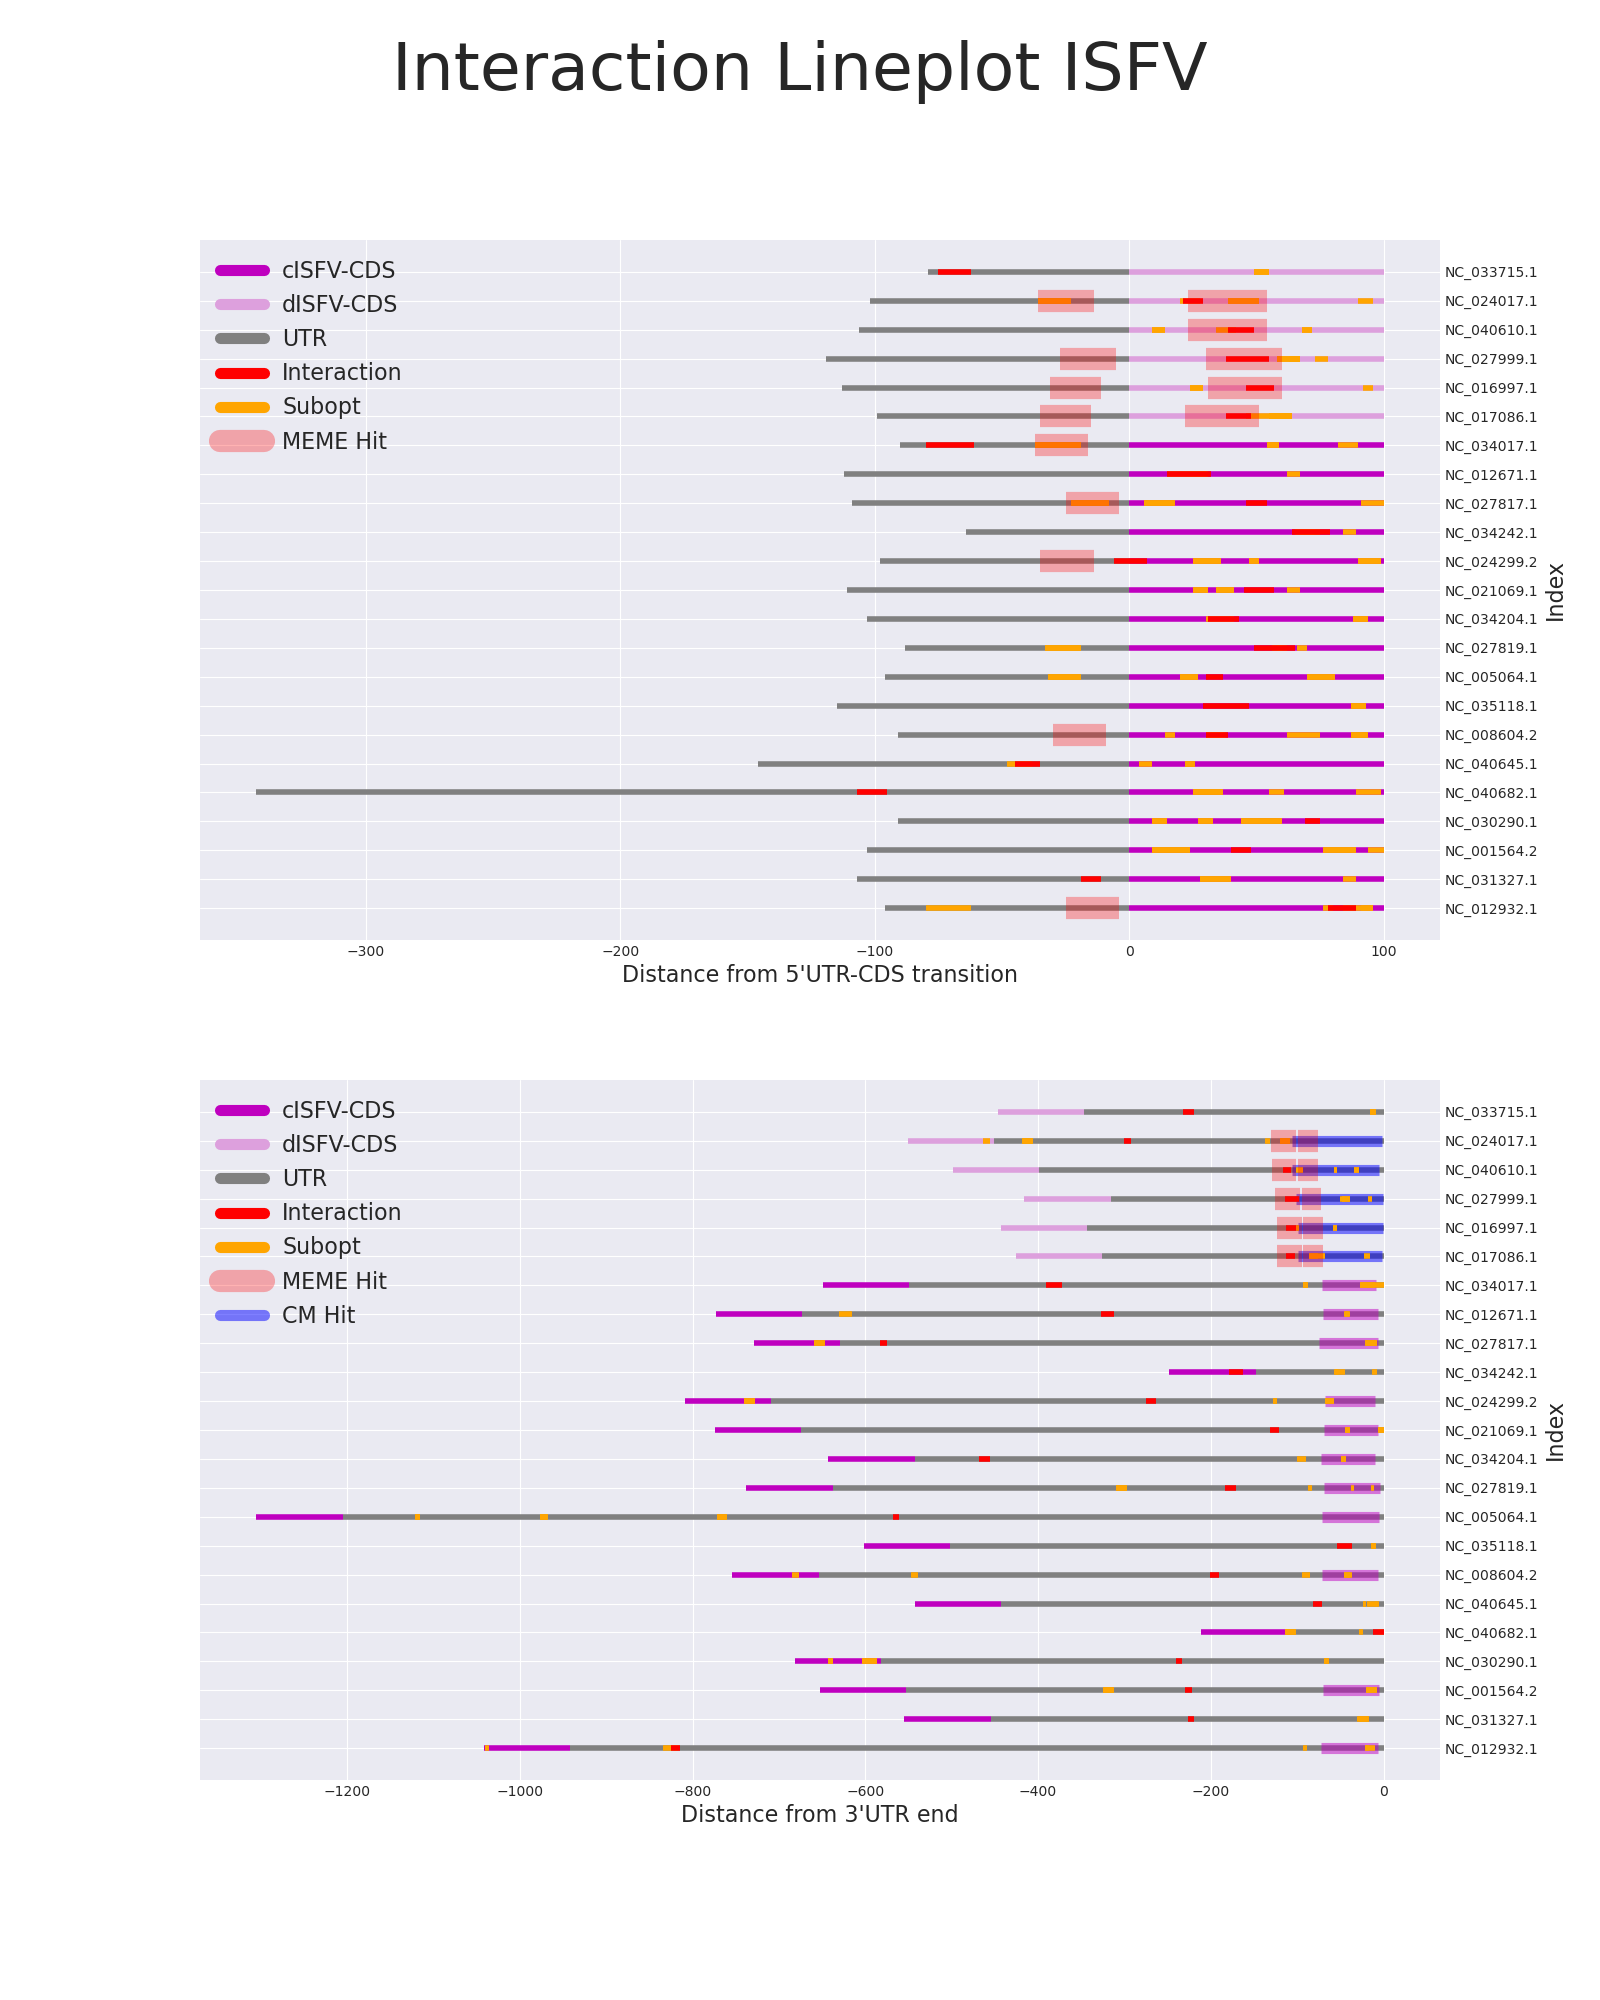 Interaction Lineplot ISFV
cISFV-CDS
dISFV-CDS
UTR
Interaction
Subopt
MEME Hit
NC_033715.1
NC_024017.1
NC_040610.1
NC_027999.1
NC_016997.1
NC_017086.1
NC_034017.1
NC_012671.1
NC_027817.1
NC_034242.1
NC_024299.2
NC_021069.1
NC_034204.1
NC_027819.1
NC_005064.1
NC_035118.1
NC_008604.2
NC_040645.1
NC_040682.1
NC_030290.1
NC_001564.2
NC_031327.1
NC_012932.1
Index
−300 −200 −100 0 100
Distance from 5'UTR-CDS transition
cISFV-CDS
dISFV-CDS
UTR
Interaction
Subopt
MEME Hit
CM Hit
NC_033715.1
NC_024017.1
NC_040610.1
NC_027999.1
NC_016997.1
NC_017086.1
NC_034017.1
NC_012671.1
NC_027817.1
NC_034242.1
NC_024299.2
NC_021069.1
NC_034204.1
NC_027819.1
NC_005064.1
NC_035118.1
NC_008604.2
NC_040645.1
NC_040682.1
NC_030290.1
NC_001564.2
NC_031327.1
NC_012932.1
Index
−1200 −1000 −800 −600 −400 −200 0
Distance from 3'UTR end